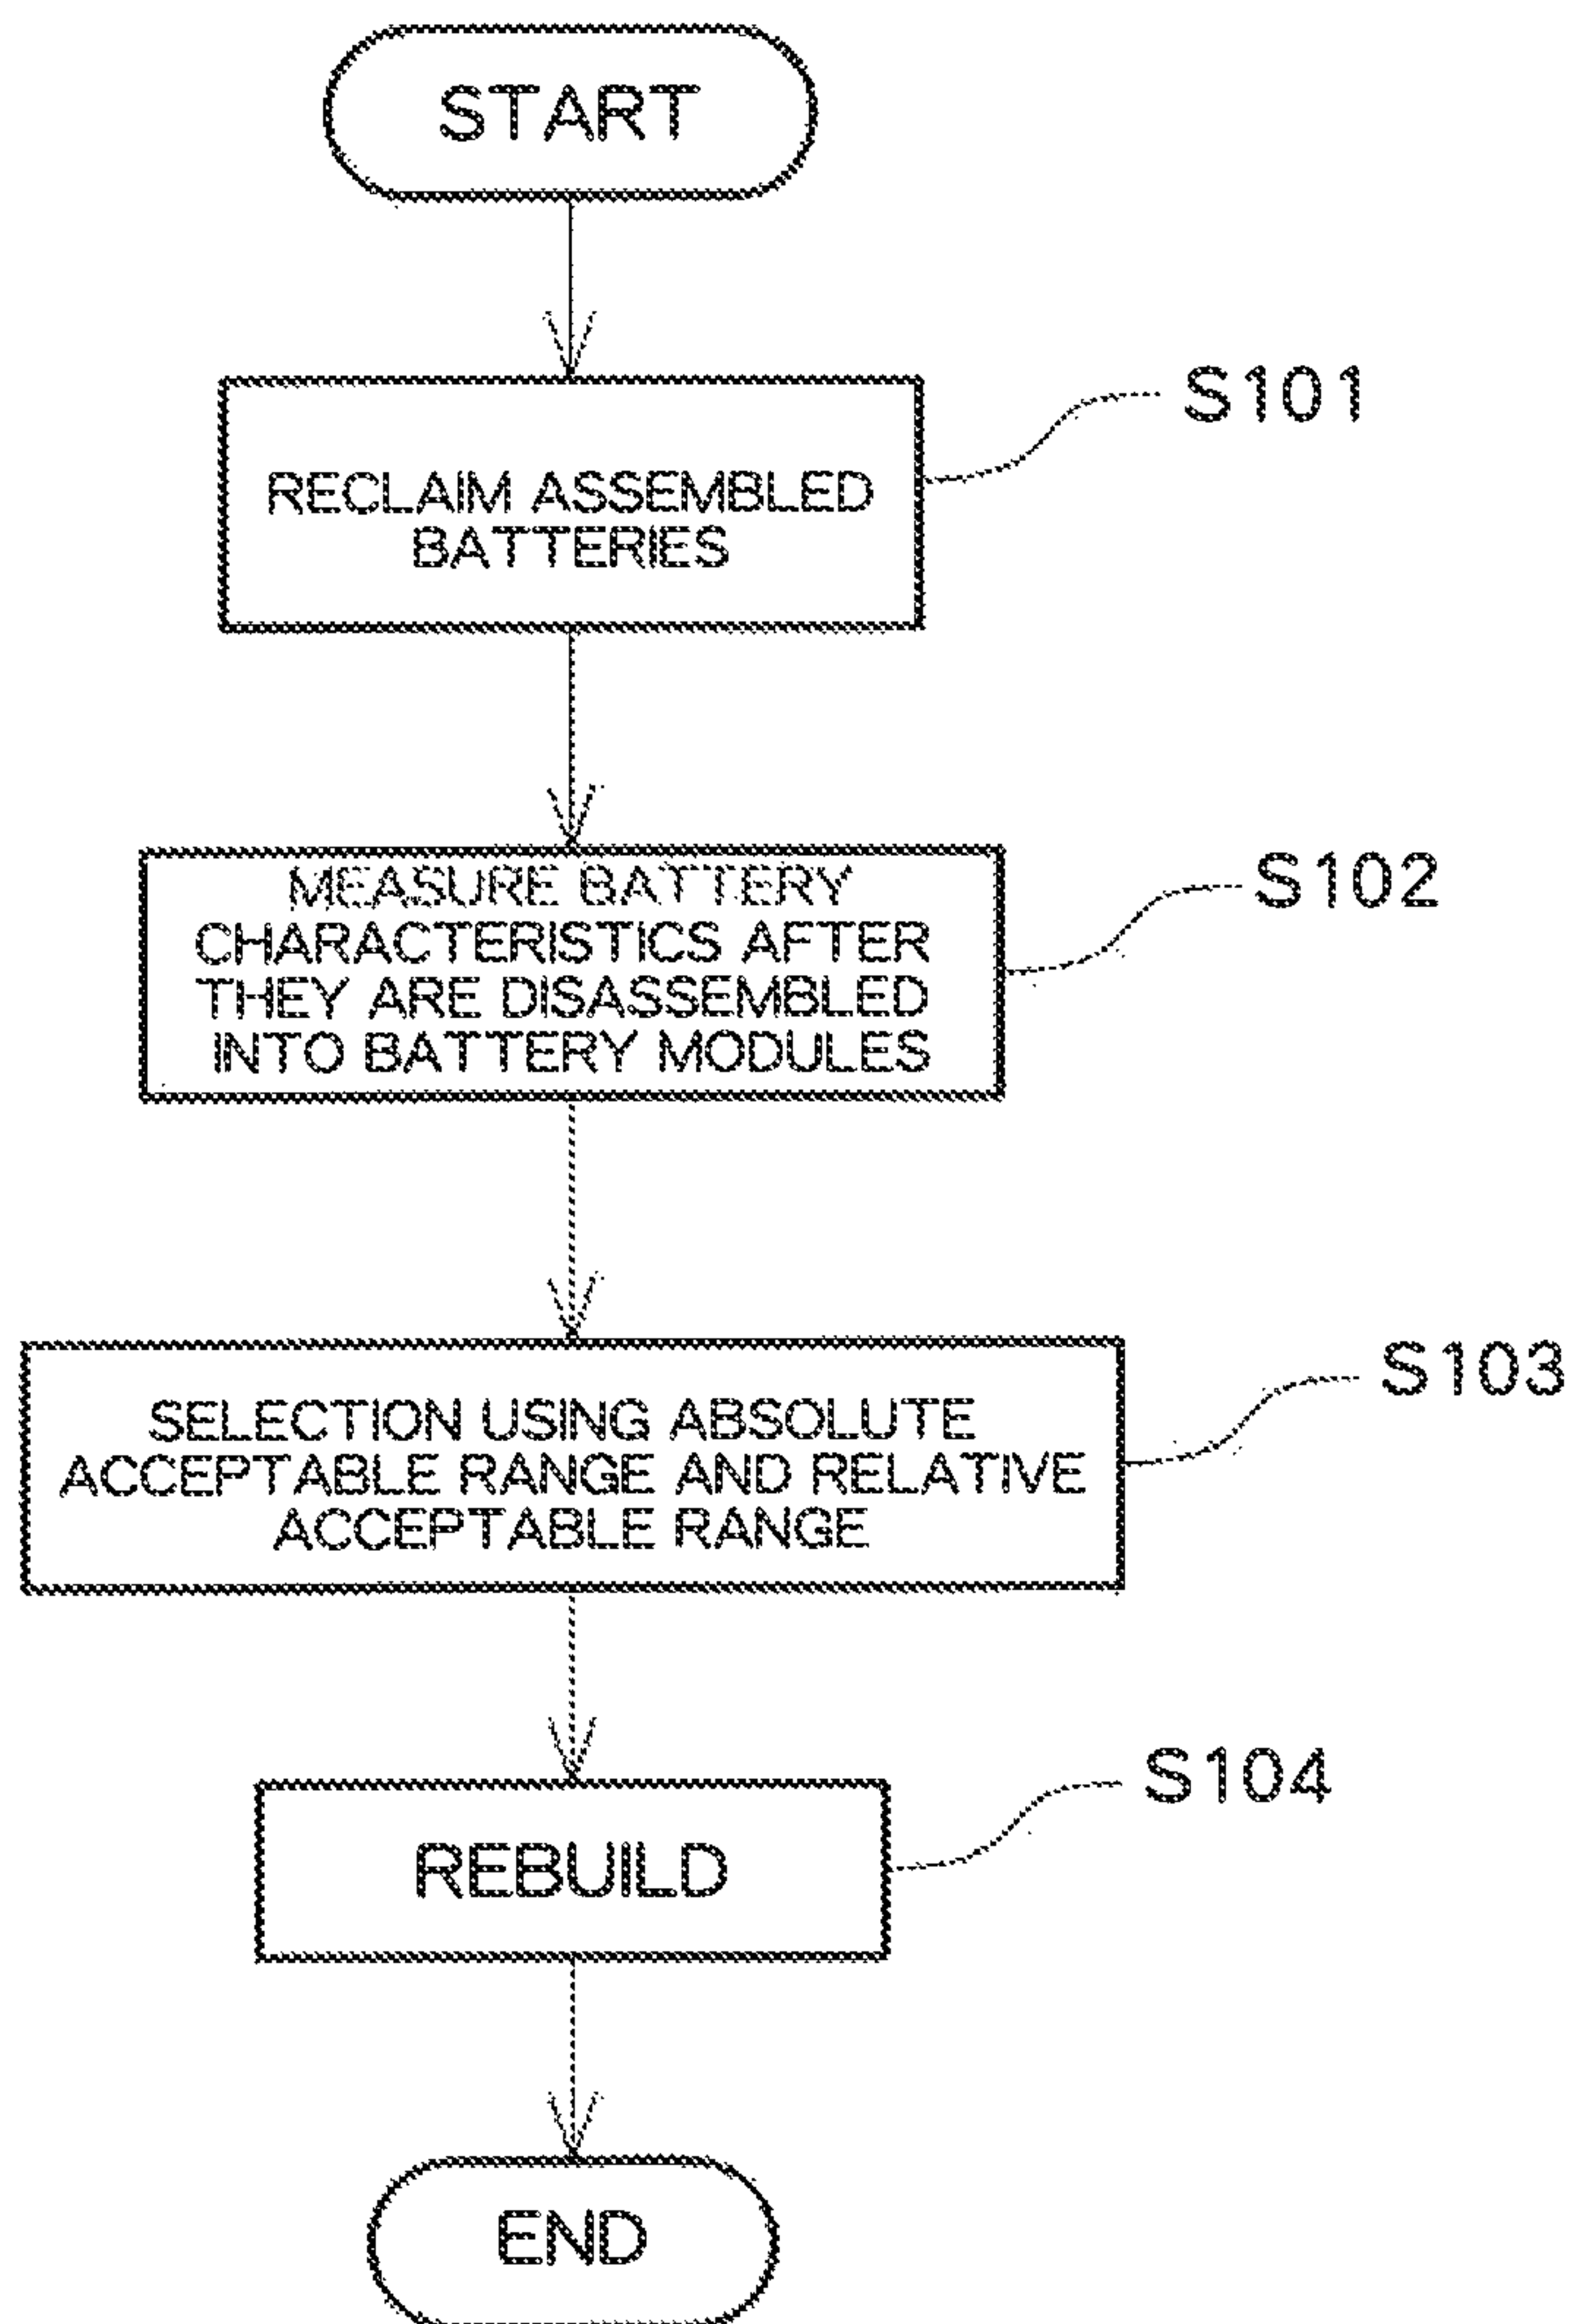 START
S101
RECLAIM ASSEMBLED
BATTERIES
S102
MEASURE BATTERY
CHARACTERISTICS AFTER
THEY ARE DISASSEMBLED
INTO BATTERY MODULES
S103
SELECTION USING ABSOLUTE
ACCEPTABLE RANGE AND RELATIVE
ACCEPTABLE RANGE
S104
REBUILD
END